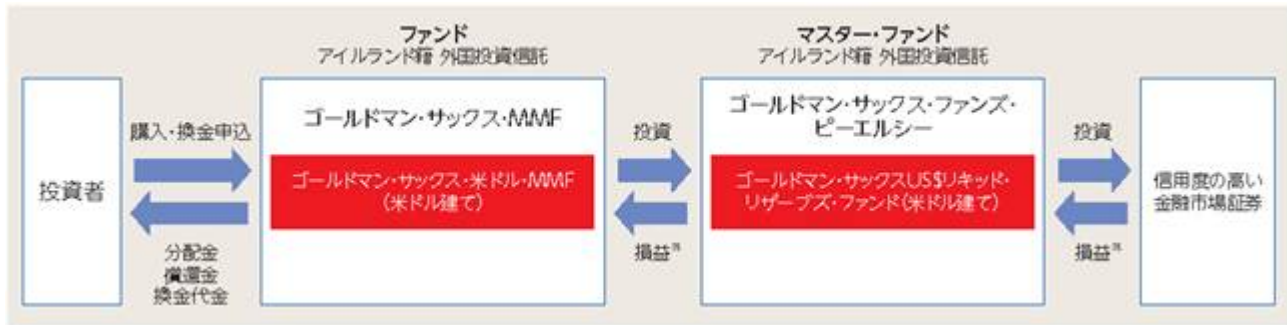 ファンド
アイルランド籍 外国投資信託
マスター・ファンド
アイルランド籍 外国投資信託
投資者
購入・換金申込
分配金
償還金
換金代金
ゴールドマン・サックス・MMF
ゴールドマン・サックス・米ドル・MMF
(米ドル建て)
投資
損益
ゴールドマン・サックス・ファンズ・
ピーエルシー
ゴールドマン・サックスUS$リキッド・
リザーブズ・ファンド(米ドル建て)
投資
損益
信用度の高い
金融市場証券